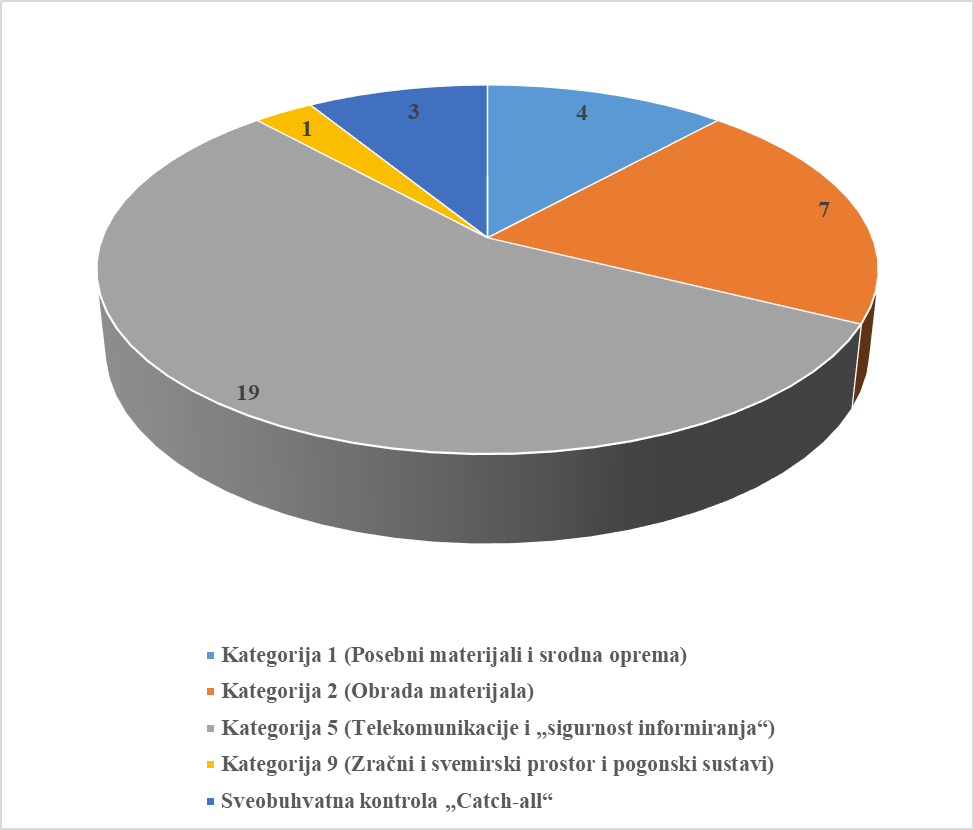 3
4
1
7
19
Kategorija 1 (Posebni materijali i srodna oprema)
Kategorija 2 (Obrada materijala)
Kategorija 5 (Telekomunikacije i „sigurnost informiranja“)
Kategorija 9 (Zračni i svemirski prostor i pogonski sustavi)
Sveobuhvatna kontrola „Catch-all“